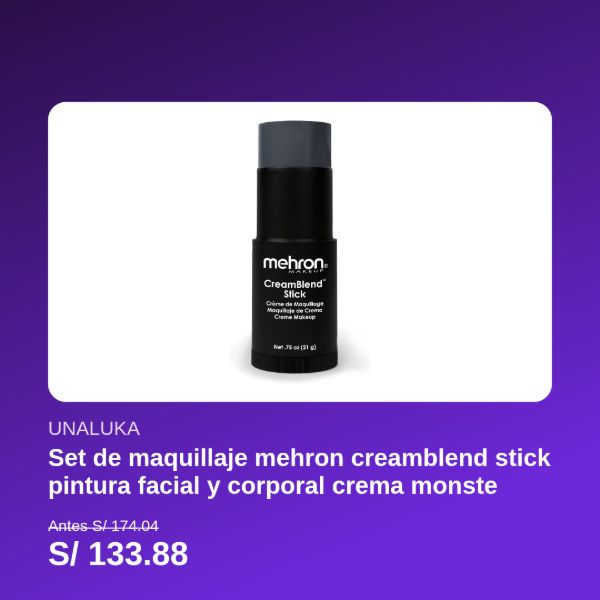 mehron
MAKEUP
CreamBlend™
Stick
Crème de Maquillage
Maquillaje de Crema
Creme Makeup
Net .75 oz (21 g)
UNALUKA
Set de maquillaje mehron creamblend stick
pintura facial y corporal crema monste
Antes S/ 174.04
S/ 133.88